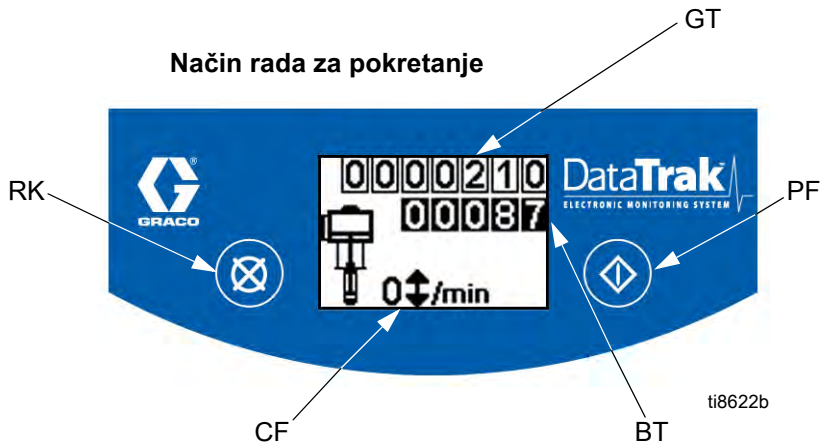 GT
Način rada za pokretanje
0000210
DataTrak
ELECTRONIC MONITORING SYSTEM
00087
G
GRACO
RK
PF
0/min
ti8622b
CF
BT